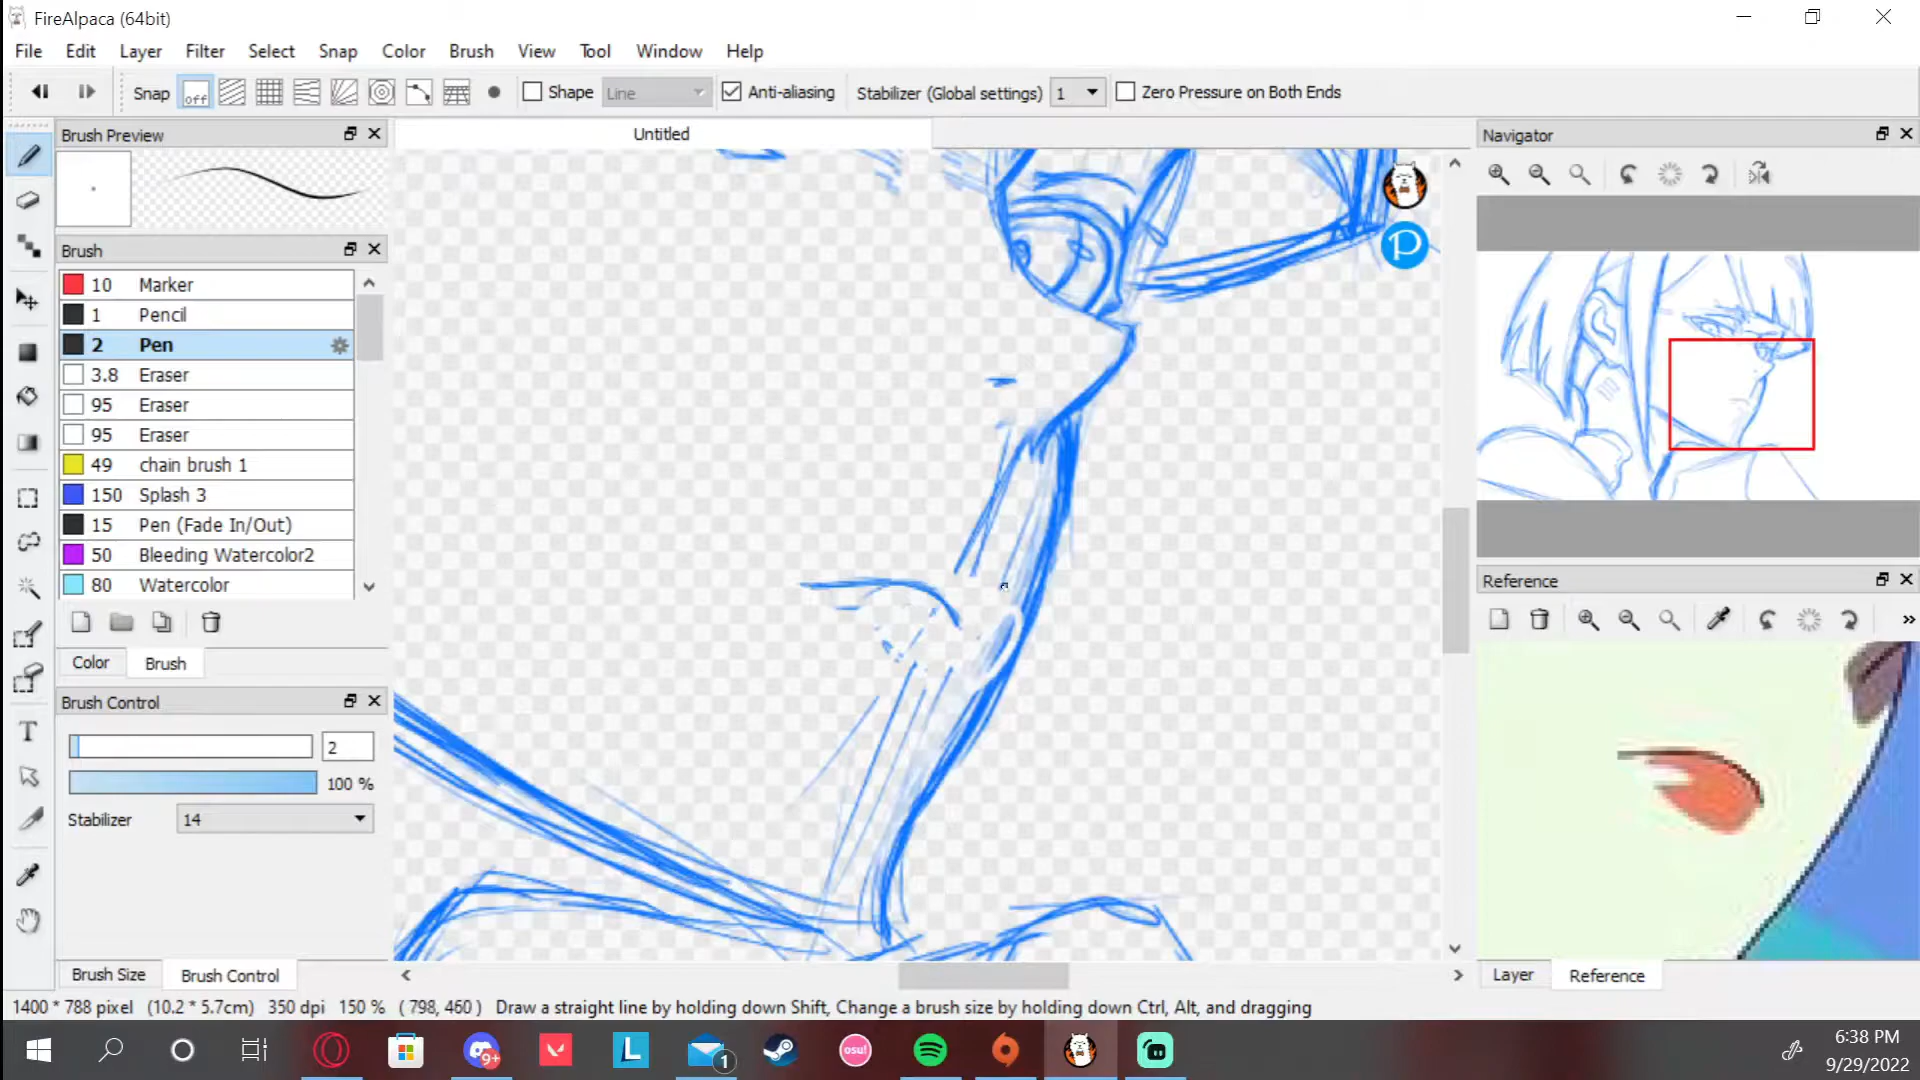 FireAlpaca (64bit)
File Edit Layer Filter Select Snap Color Brush View Tool Window Help
Snap off Shape Line Anti-aliasing Stabilizer (Global settings) 1 Zero Pressure on Both Ends
Brush Preview
Untitled
Navigator
Brush
10 Marker
1 Pencil
2 Pen
3.8 Eraser
95 Eraser
95 Eraser
49 chain brush 1
150 Splash 3
15 Pen (Fade In/Out)
50 Bleeding Watercolor2
80 Watercolor
Color Brush
Brush Control
2
100 %
Stabilizer 14
Reference
P
T
Brush Size Brush Control
Layer Reference
1400 * 788 pixel (10.2 * 5.7cm) 350 dpi 150 % ( 798, 460 ) Draw a straight line by holding down Shift, Change a brush size by holding down Ctrl, Alt, and dragging
9+
L
1
osu!
6:38 PM
9/29/2022